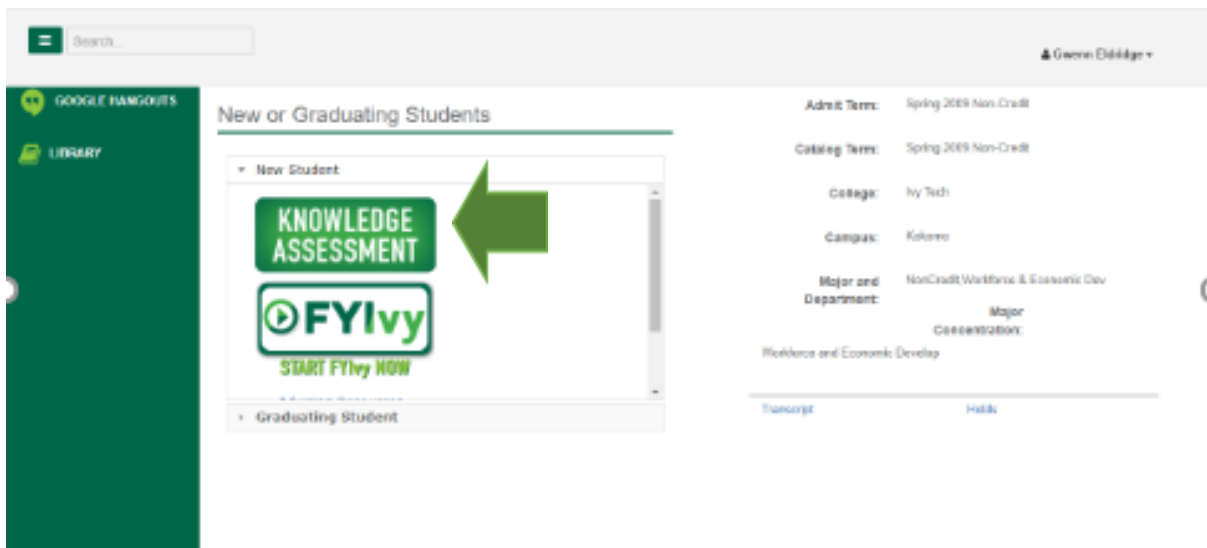 Search...
Gwenn Eldridge
GOOGLE HANGOUTS
LIBRARY
New or Graduating Students
New Student
KNOWLEDGE
ASSESSMENT
FYIvy
START FYIvy NOW
Graduating Student
Admit Term: Spring 2009 Non-Credit
Catalog Term: Spring 2009 Non-Credit
College: Ivy Tech
Campus: Kokomo
Major and NonCredit Workforce & Economic Dev
Department:
Major
Concentration:
Workforce and Economic Develop
Transcript Holds